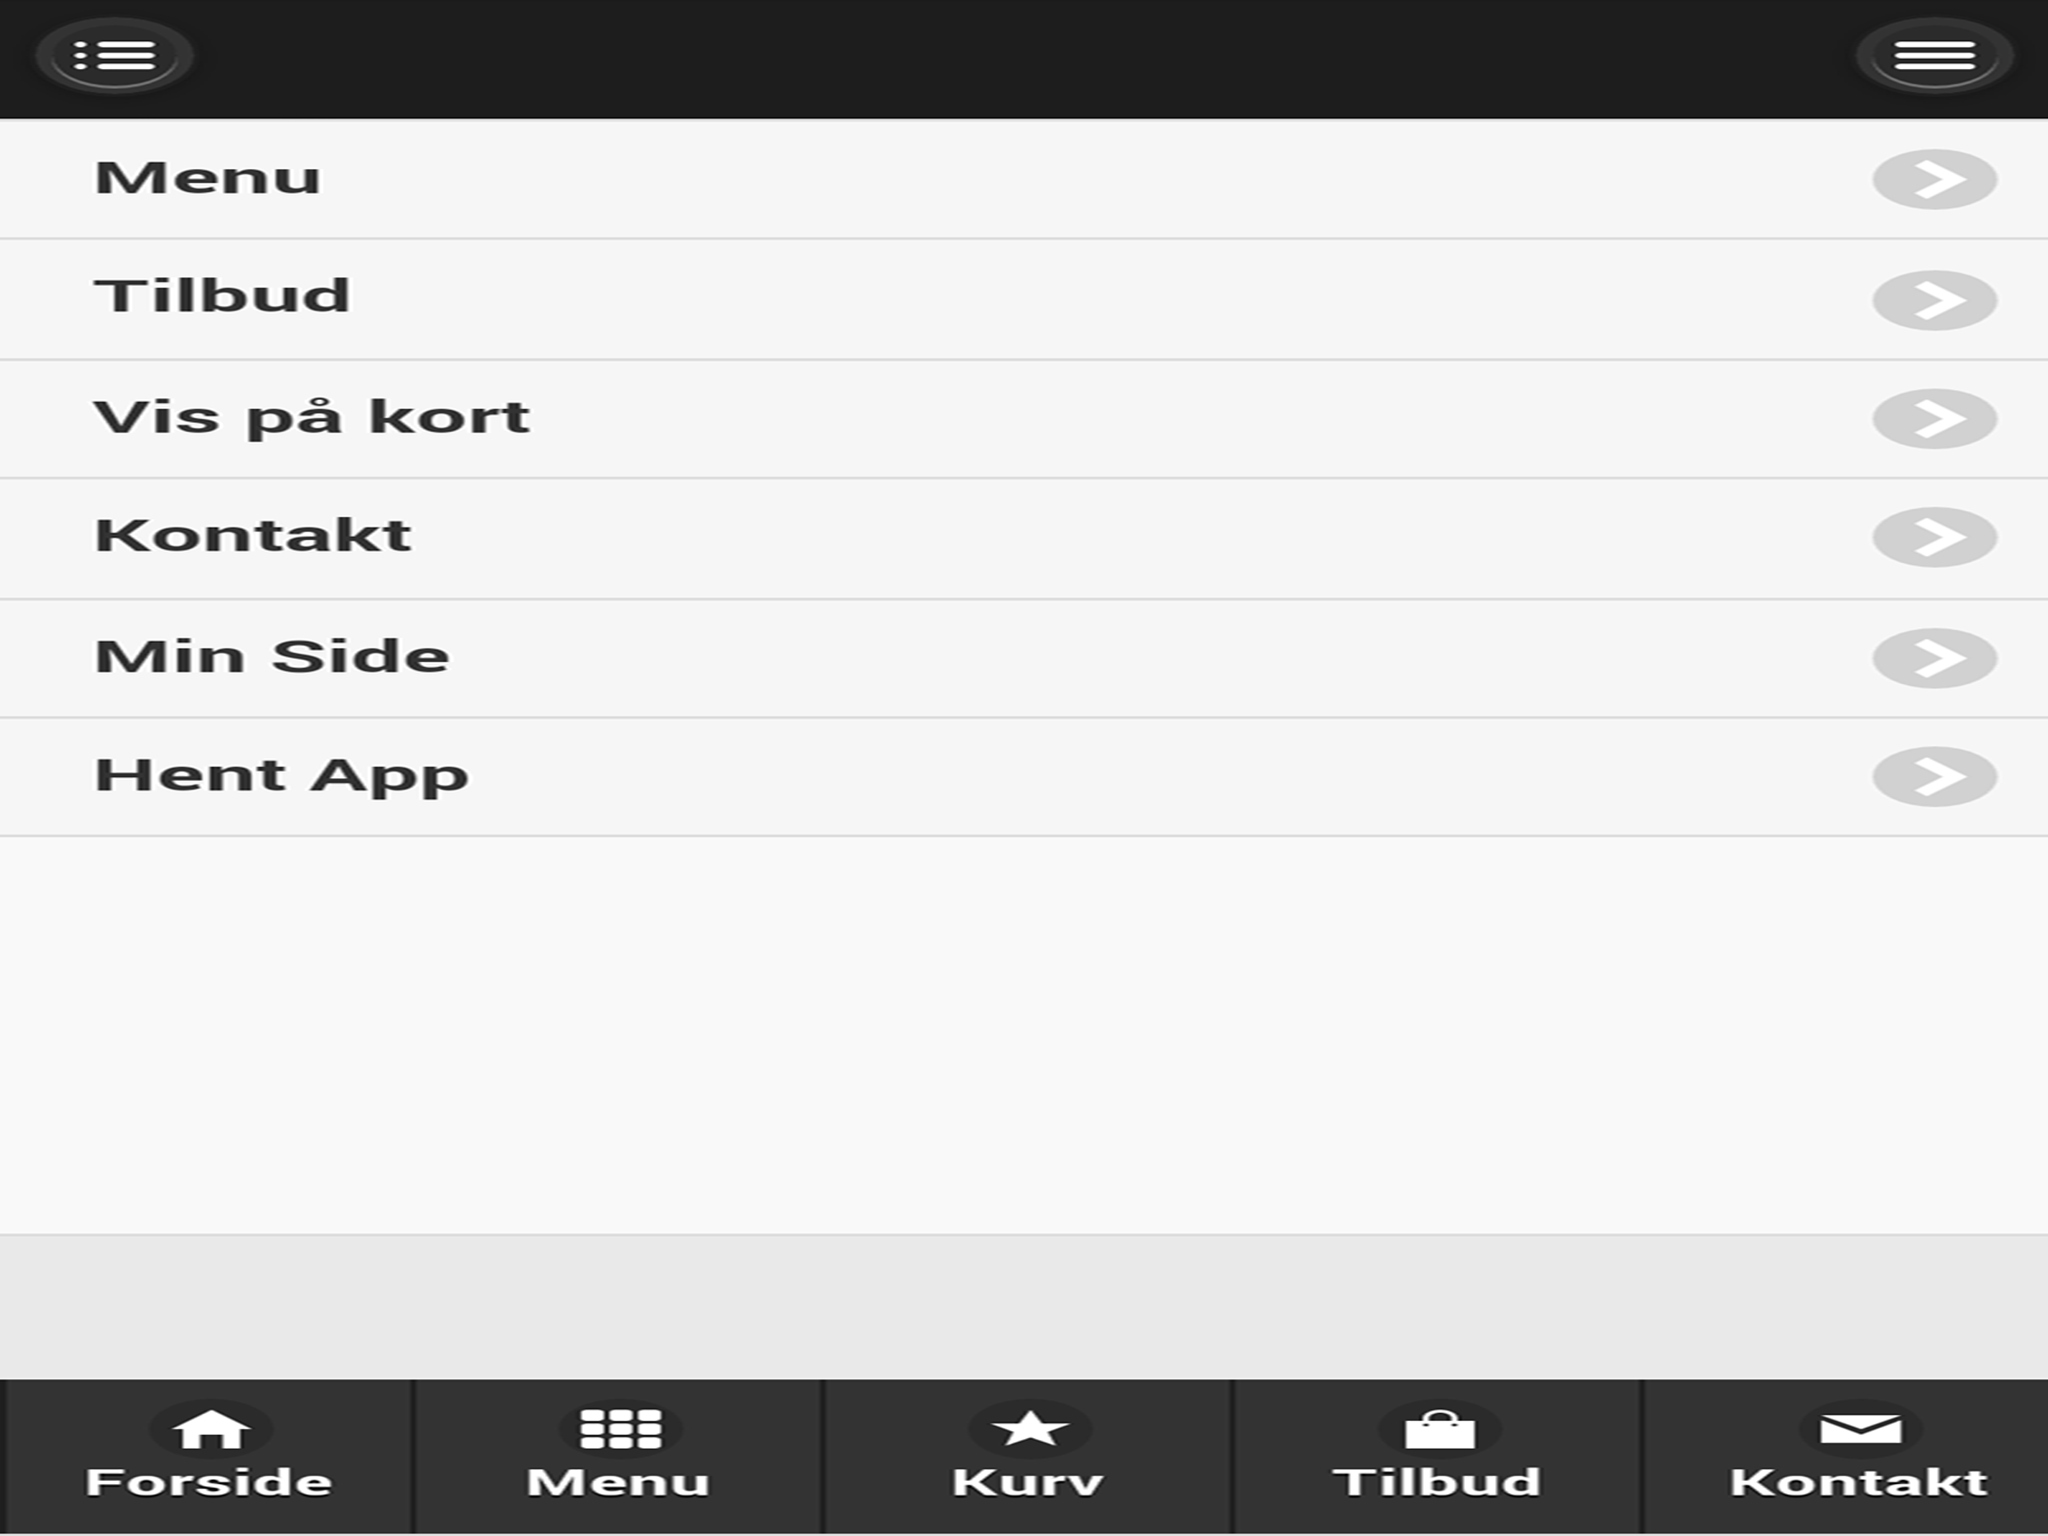 Menu
Tilbud
Vis på kort
Kontakt
Min Side
Hent App
Forside
Menu
Kurv
Tilbud
Kontakt